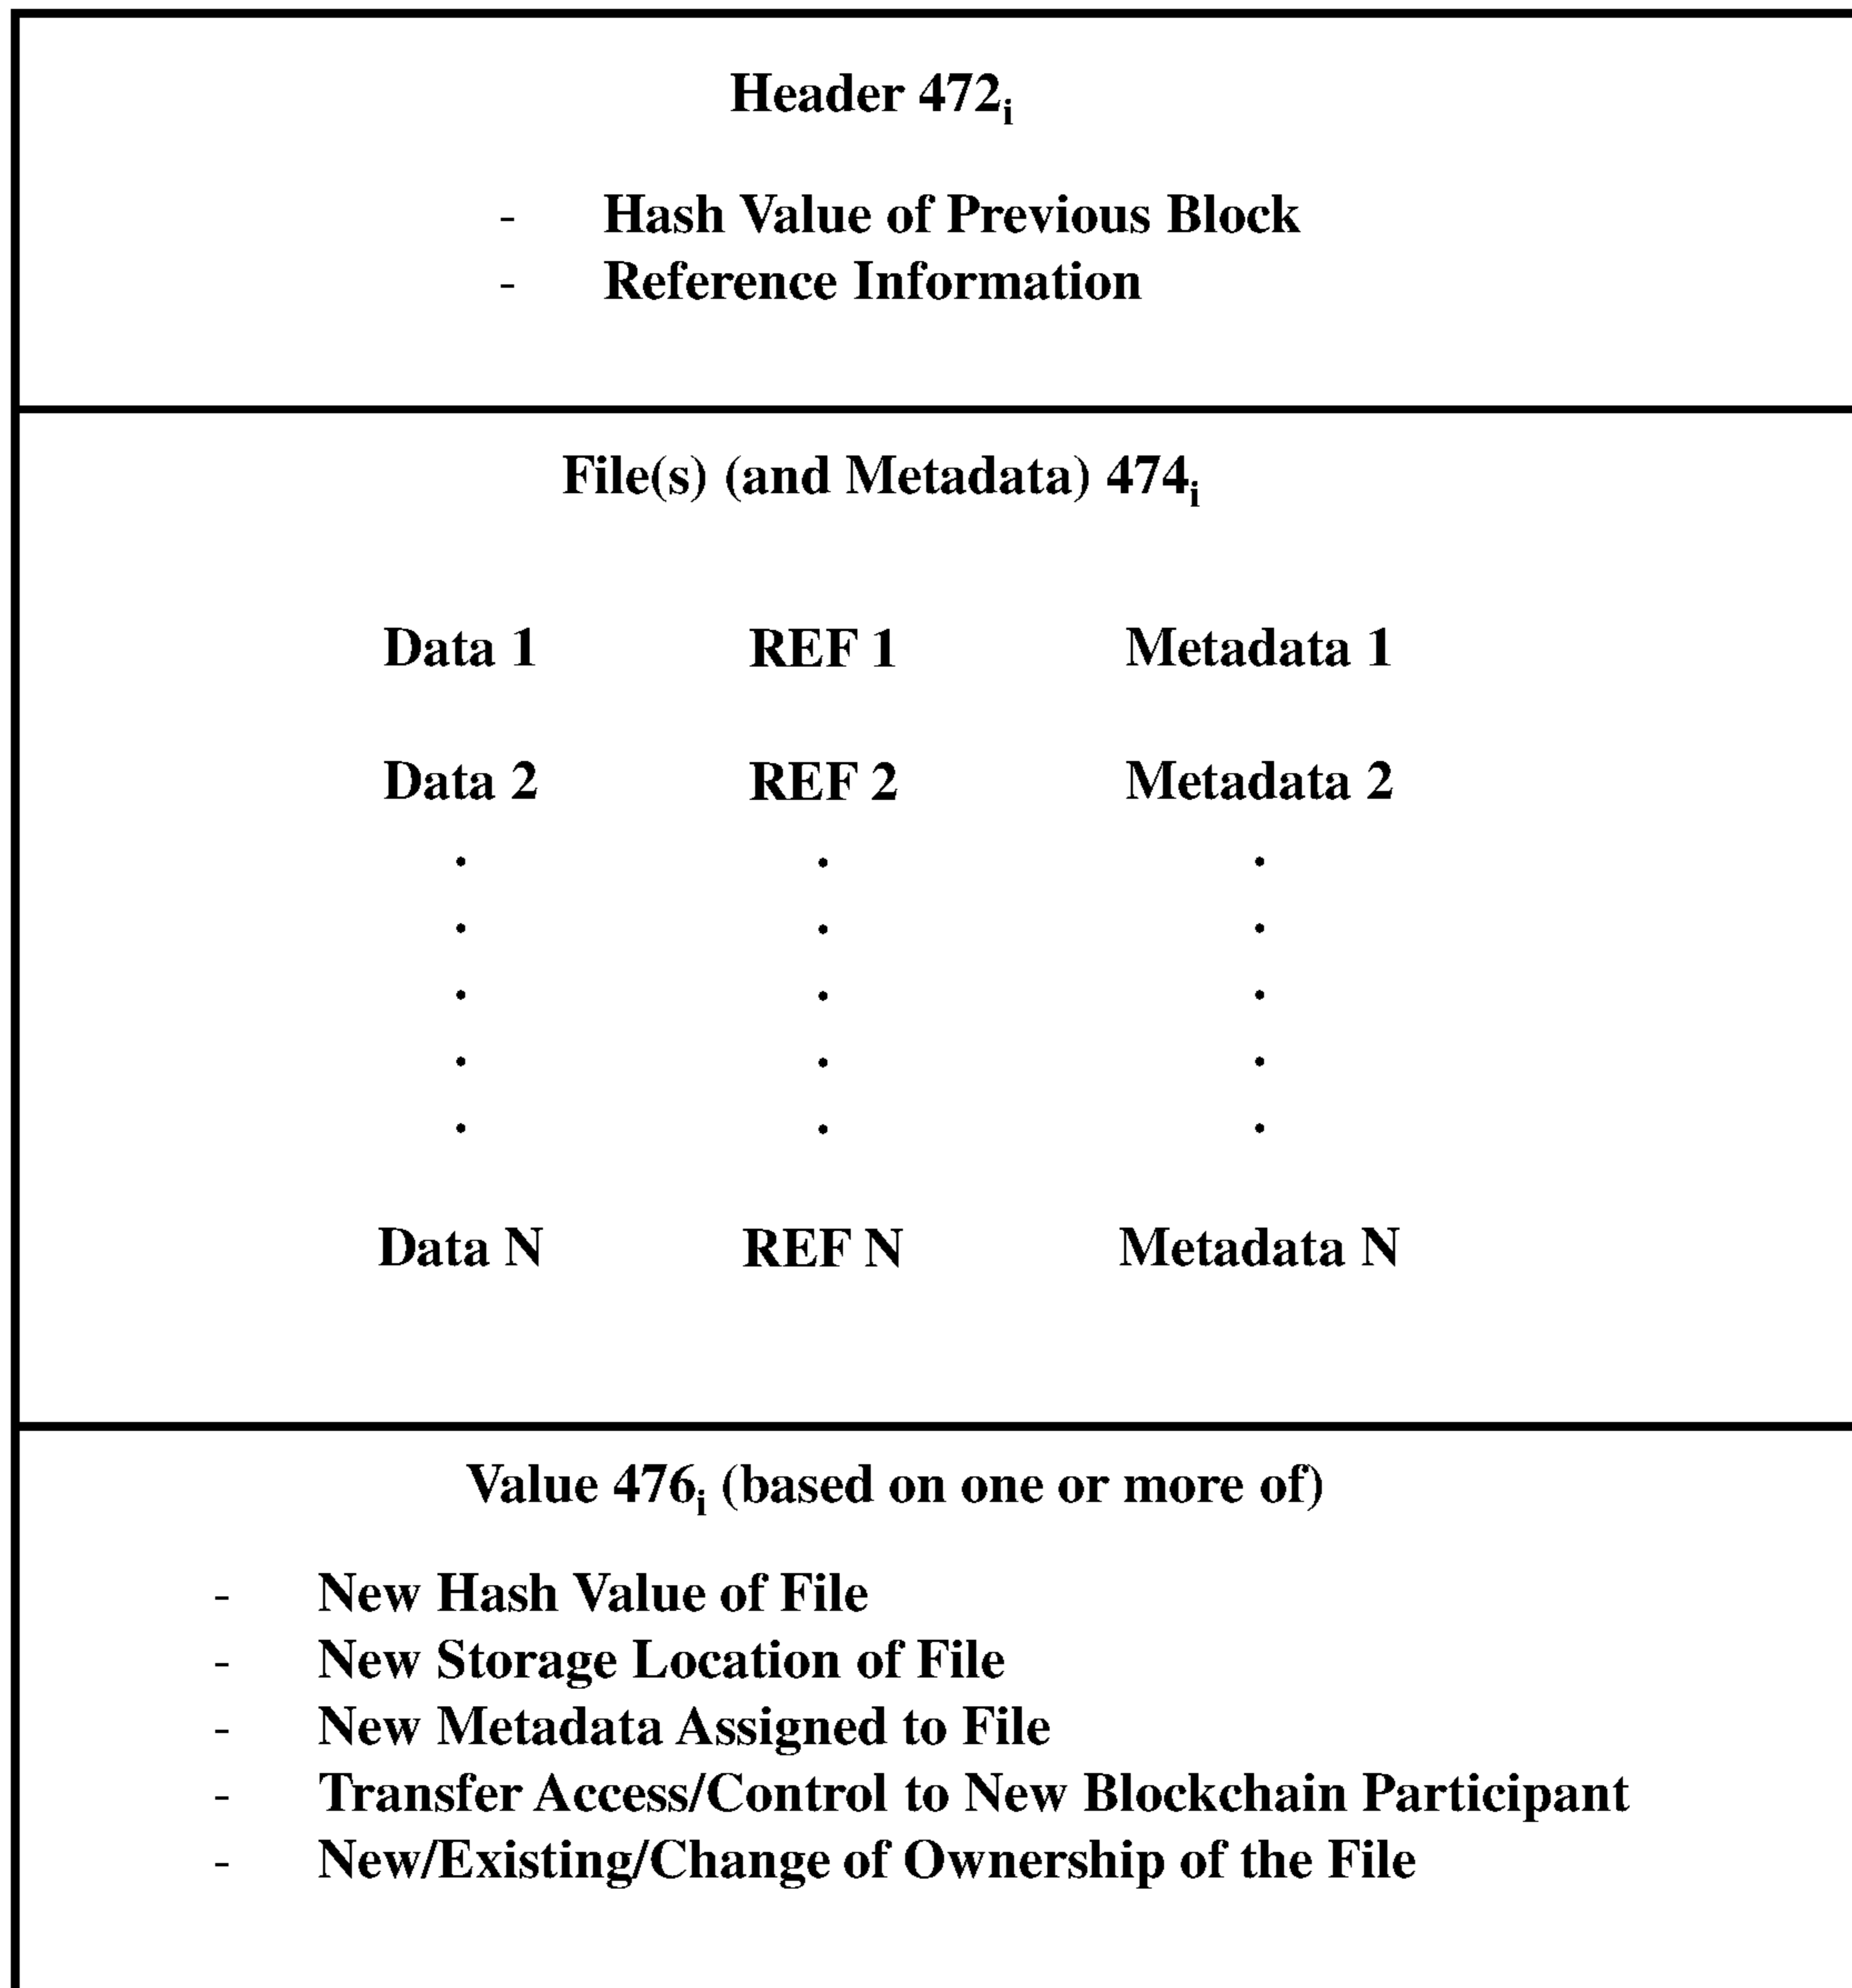 Header 472i
- Hash Value of Previous Block
- Reference Information
File(s) (and Metadata) 474i
Data 1 REF 1 Metadata 1
Data 2 REF 2 Metadata 2
. . .
. . .
. . .
. . .
. . .
Data N REF N Metadata N
Value 476i (based on one or more of)
- New Hash Value of File
- New Storage Location of File
- New Metadata Assigned to File
- Transfer Access/Control to New Blockchain Participant
- New/Existing/Change of Ownership of the File